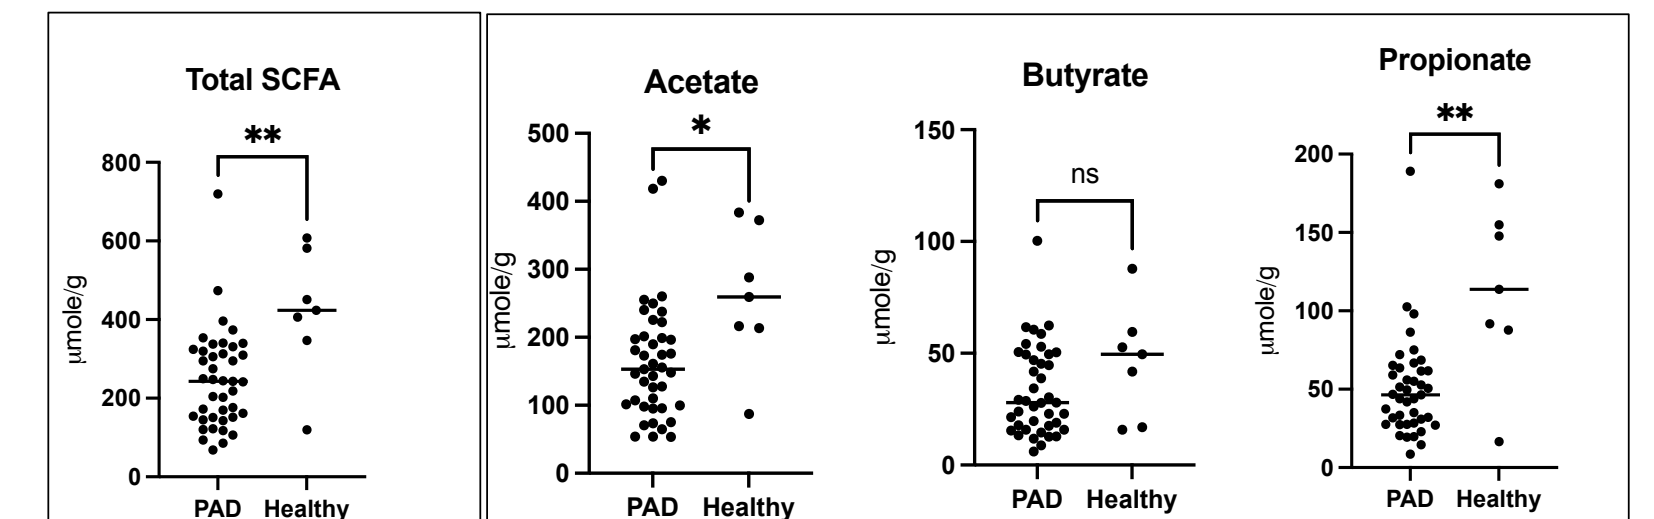 Total SCFA
**
800
600
400
200
0
μmole/g
PAD Healthy
Acetate
*
500
400
300
200
100
0
μmole/g
PAD Healthy
Butyrate
ns
150
100
50
0
μmole/g
PAD Healthy
Propionate
**
200
150
100
50
0
μmole/g
PAD Healthy